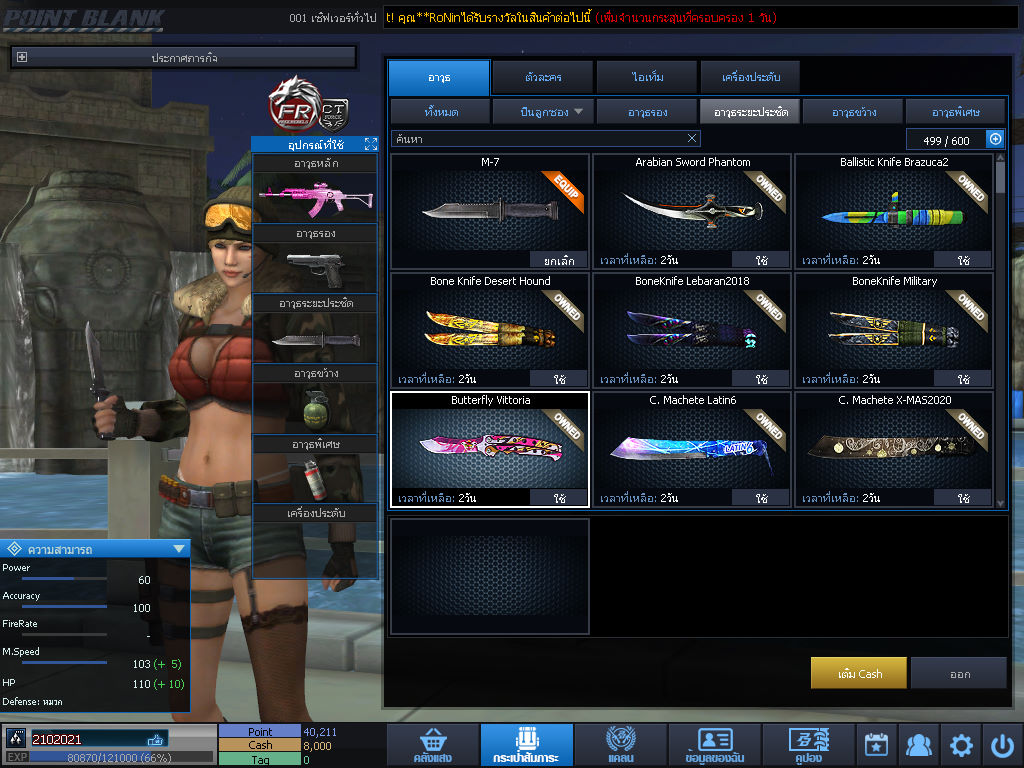 POINT BLANK
001 เซิฟเวอร์ทั่วไป
t! คุณ**RoNinได้รับรางวัลในสินค้าต่อไปนี้ (เพิ่มจำนวนกระสุนที่ครอบครอง 1 วัน)
ประกาศภารกิจ
FR
CT
FORCE
อุปกรณ์ที่ใช้
อาวุธหลัก
อาวุธรอง
อาวุธระยะประชิด
อาวุธขว้าง
อาวุธพิเศษ
เครื่องประดับ
อาวุธ
ตัวละคร
ไอเท็ม
เครื่องประดับ
ทั้งหมด
ปืนลูกซอง
อาวุธรอง
อาวุธระยะประชิด
อาวุธขว้าง
อาวุธพิเศษ
ค้นหา
499 / 600
M-7
EQUIP
ยกเลิก
Arabian Sword Phantom
OWNED
เวลาที่เหลือ: 2วัน
ใช้
Ballistic Knife Brazuca2
OWNED
เวลาที่เหลือ: 2วัน
ใช้
Bone Knife Desert Hound
OWNED
เวลาที่เหลือ: 2วัน
ใช้
BoneKnife Lebaran2018
OWNED
เวลาที่เหลือ: 2วัน
ใช้
BoneKnife Military
OWNED
เวลาที่เหลือ: 2วัน
ใช้
Butterfly Vittoria
OWNED
เวลาที่เหลือ: 2วัน
ใช้
C. Machete Latin6
LATIN6
OWNED
เวลาที่เหลือ: 2วัน
ใช้
C. Machete X-MAS2020
OWNED
เวลาที่เหลือ: 2วัน
ใช้
ความสามารถ
Power
60
Accuracy
100
FireRate
-
M.Speed
103 (+ 5)
HP
110 (+ 10)
Defense: หมวก
เติม Cash
ออก
2102021
EXP
80870/121000 (66%)
Point 40,211
Cash 8,000
Tag 0
คลังแสง
กระเป๋าสัมภาระ
แคลน
ข้อมูลของฉัน
คูปอง